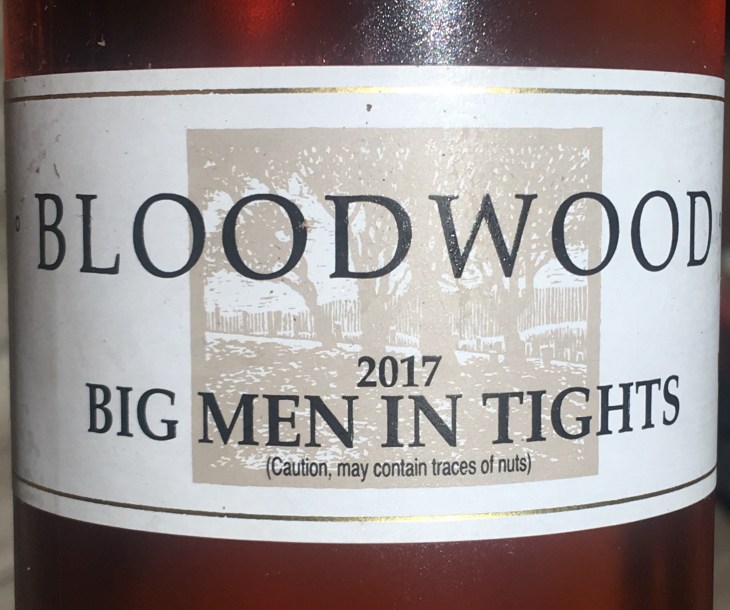 BLOODWOOD
2017
BIG MEN IN TIGHTS
(Caution, may contain traces of nuts)